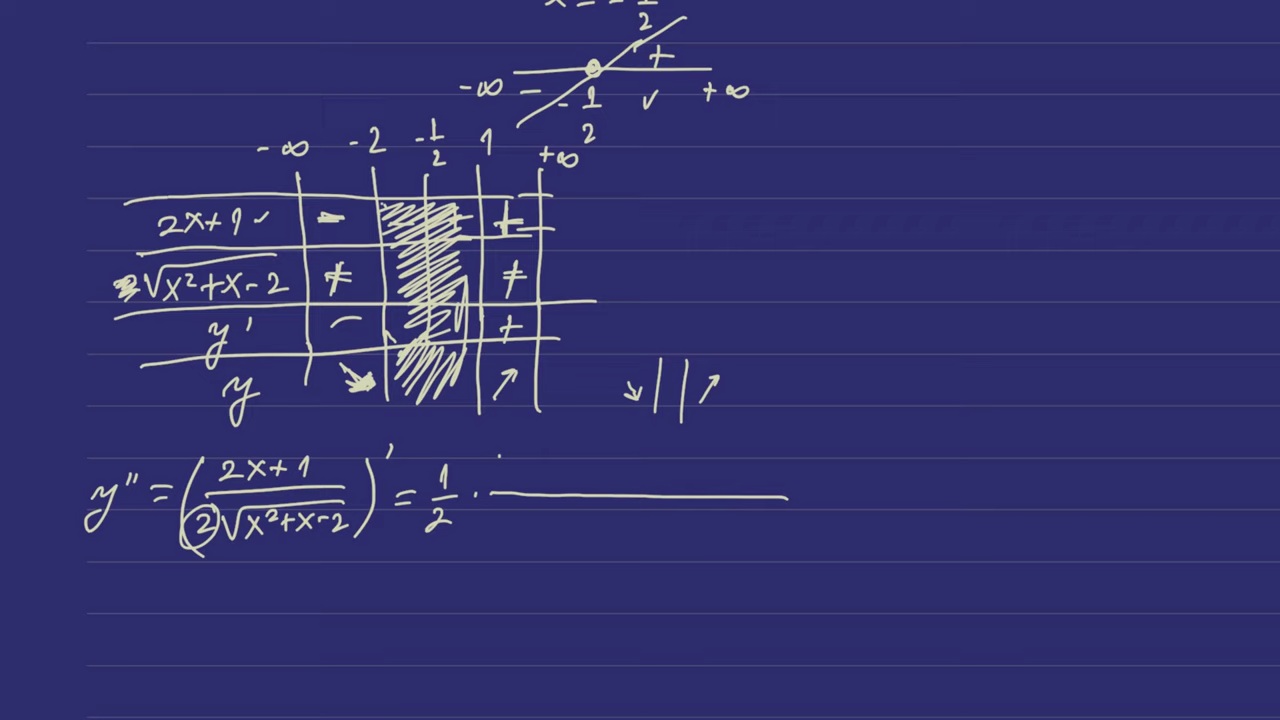 x = - 1/2
-∞ - - 1/2 + ✓ +∞
-∞ -2 -1/2 1 +∞
2x+1 ✓ - +
√x²+x-2 + +
y' - +
y ↘ ↗ ↘ || ↗
y'' = (2x+1 / 2√x²+x-2)' = 1/2 ·